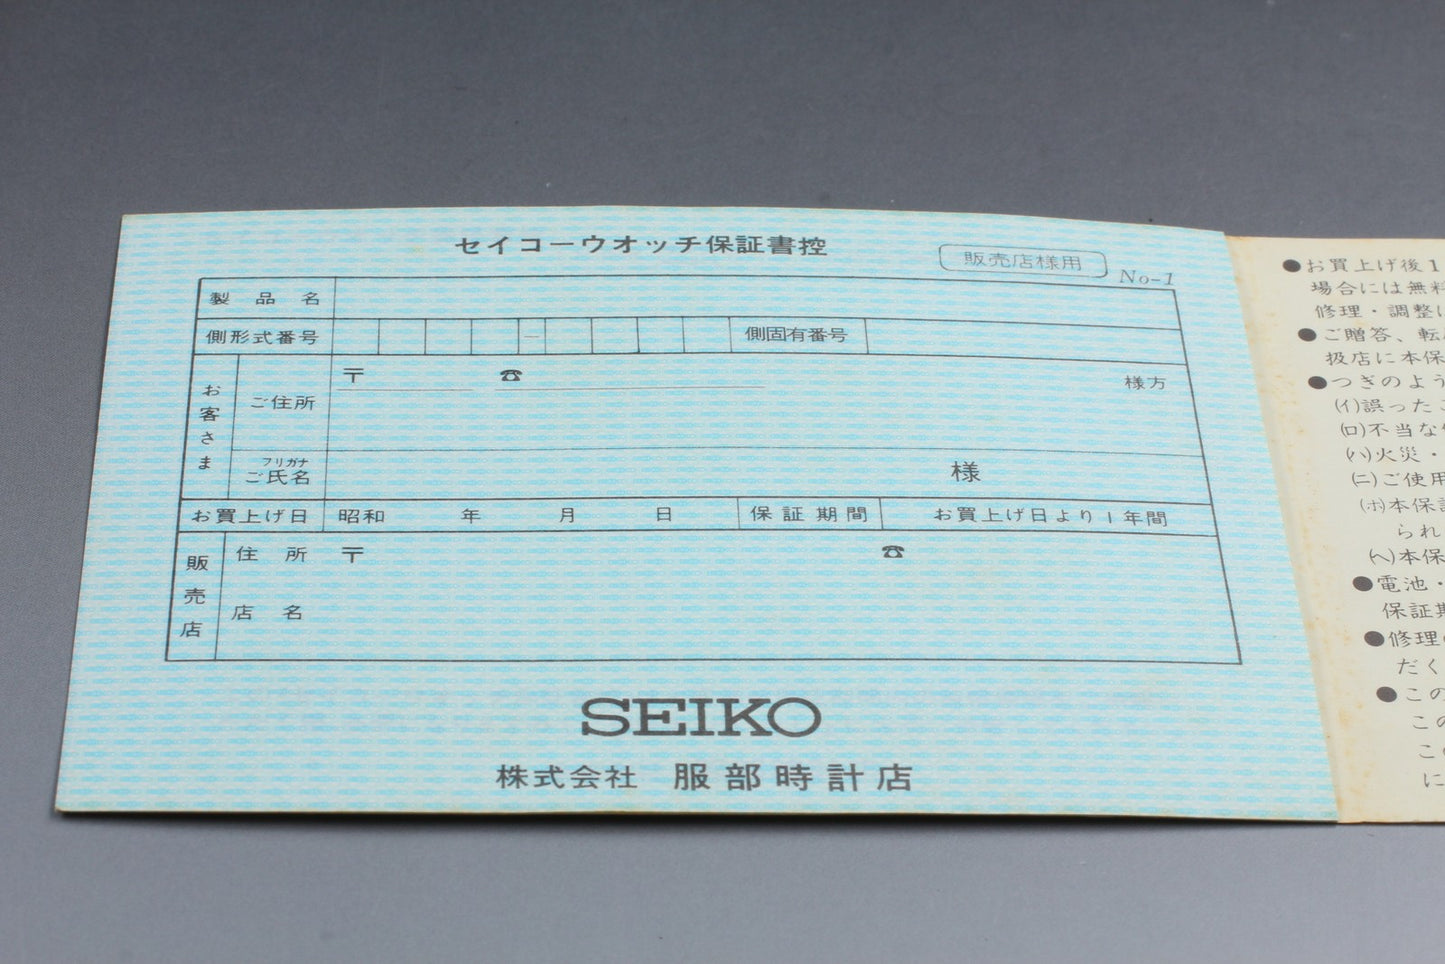 セイコーウオッチ保証書控
販売店様用
No-1
製品名
側形式番号 － 側固有番号
お客さま
ご住所 〒 ☎ 様方
フリガナ
ご氏名 様
お買上げ日 昭和 年 月 日 保証期間 お買上げ日より1年間
販売店
住所 〒 ☎
店名
SEIKO
株式会社 服部時計店
●お買上げ後1
場合には無料
修理・調整に
●ご贈答、転
扱店に本保
●つぎのよう
(イ)誤った
(ロ)不当な
(ハ)火災・
(ニ)ご使用
(ホ)本保証
られ
(ヘ)本保
●電池・
保証期
●修理
だく
●この
この
こ
に